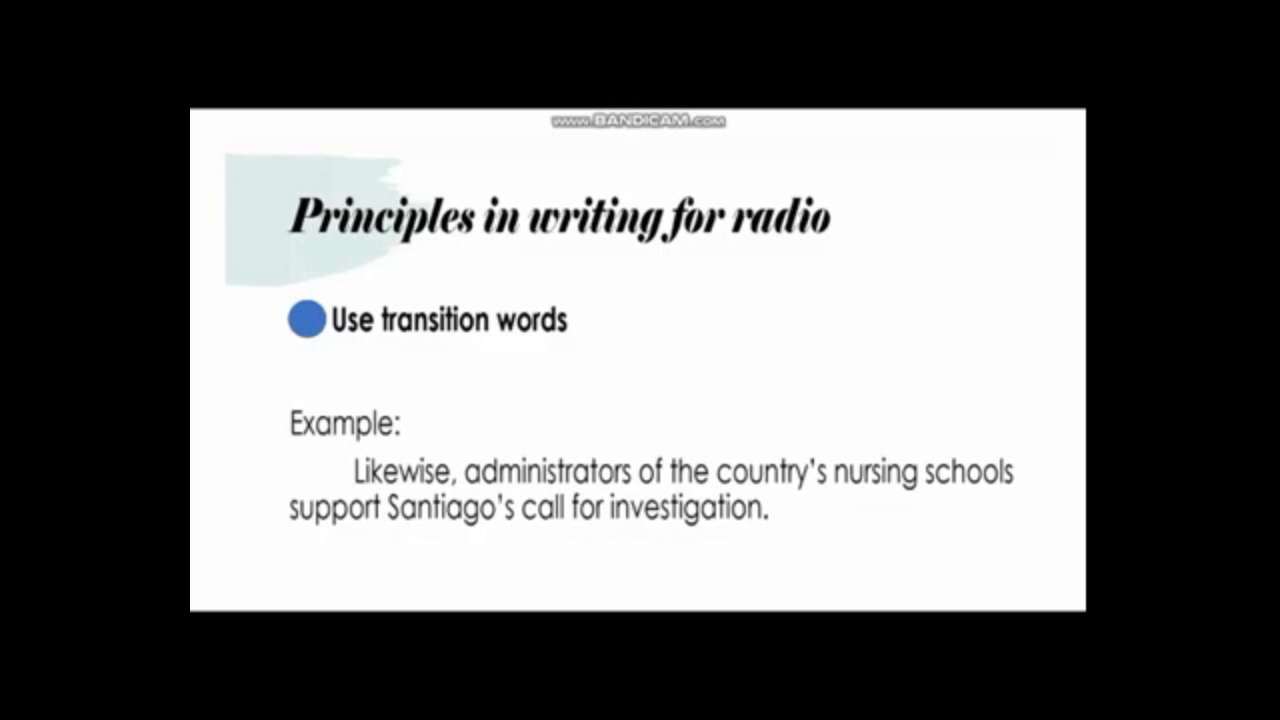 www.BANDICAM.com
Principles in writing for radio
Use transition words
Example:
Likewise, administrators of the country's nursing schools
support Santiago's call for investigation.